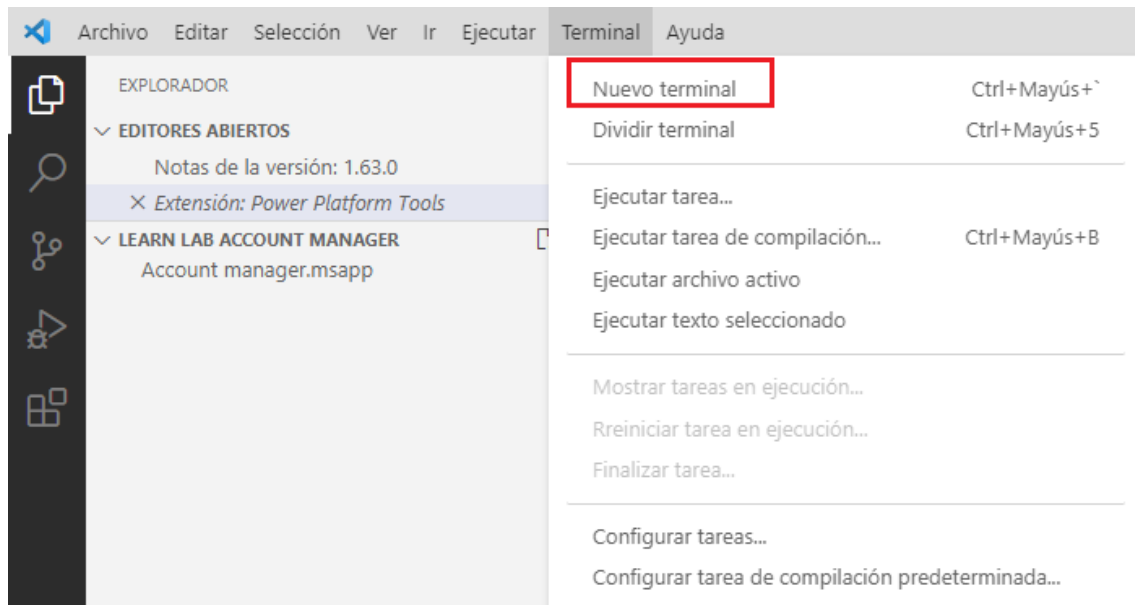 Archivo Editar Selección Ver Ir Ejecutar Terminal Ayuda
EXPLORADOR
EDITORES ABIERTOS
Notas de la versión: 1.63.0
Extensión: Power Platform Tools
LEARN LAB ACCOUNT MANAGER
Account manager.msapp
Nuevo terminal Ctrl+Mayús+`
Dividir terminal Ctrl+Mayús+5
Ejecutar tarea...
Ejecutar tarea de compilación... Ctrl+Mayús+B
Ejecutar archivo activo
Ejecutar texto seleccionado
Mostrar tareas en ejecución...
Rreiniciar tarea en ejecución...
Finalizar tarea...
Configurar tareas...
Configurar tarea de compilación predeterminada...